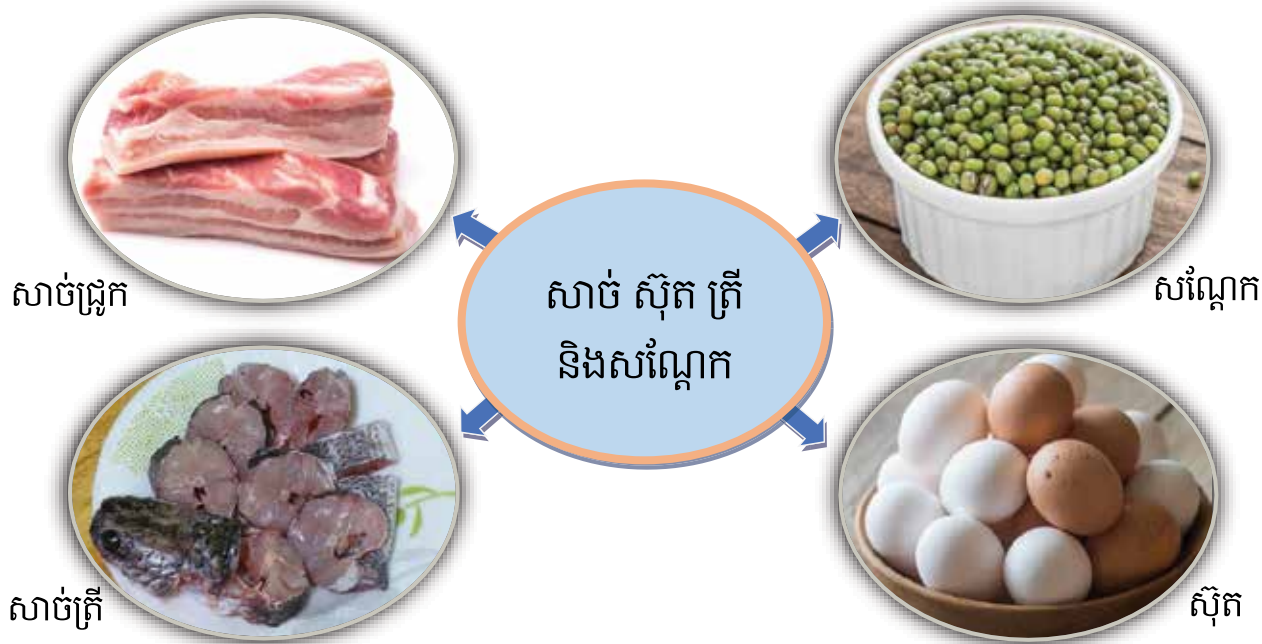 សាច់ជ្រូក
សណ្ដែក
សាច់ ស៊ុត ត្រី
និងសណ្ដែក
សាច់ត្រី
ស៊ុត